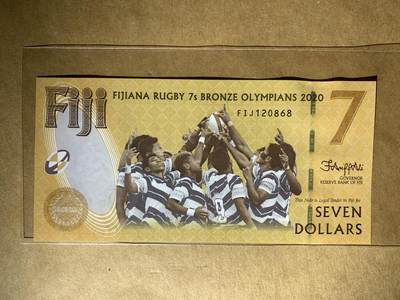 FIJI
FIJIANA RUGBY 7s BRONZE OLYMPIANS 2020
7
FIJ120868
GOVERNOR
RESERVE BANK OF FIJI
This Note is Legal Tender in Fiji for
SEVEN
DOLLARS